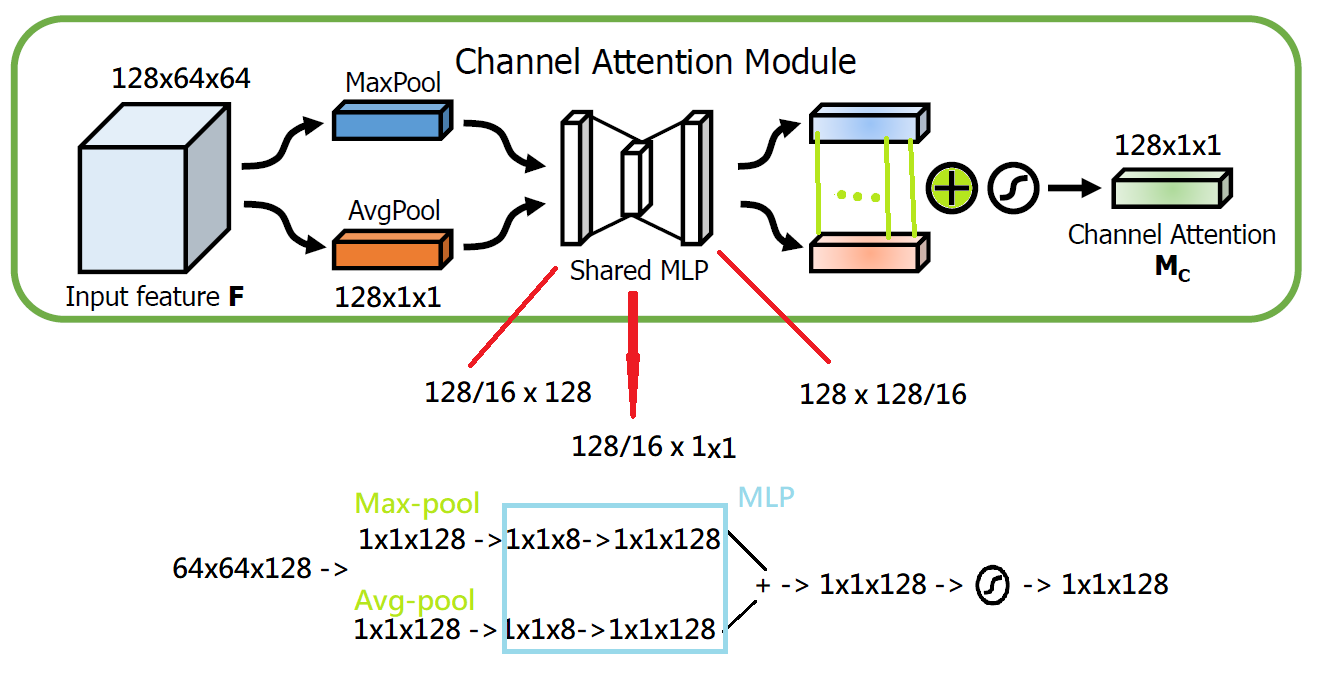 Channel Attention Module
128x64x64
MaxPool
128x1x1
AvgPool
Input feature F
128x1x1
Shared MLP
Channel Attention
Mc
128/16 x 128
128 x 128/16
128/16 x 1x1
Max-pool
MLP
1x1x128 ->1x1x8->1x1x128
64x64x128 ->
+ -> 1x1x128 -> -> 1x1x128
Avg-pool
1x1x128 ->1x1x8->1x1x128